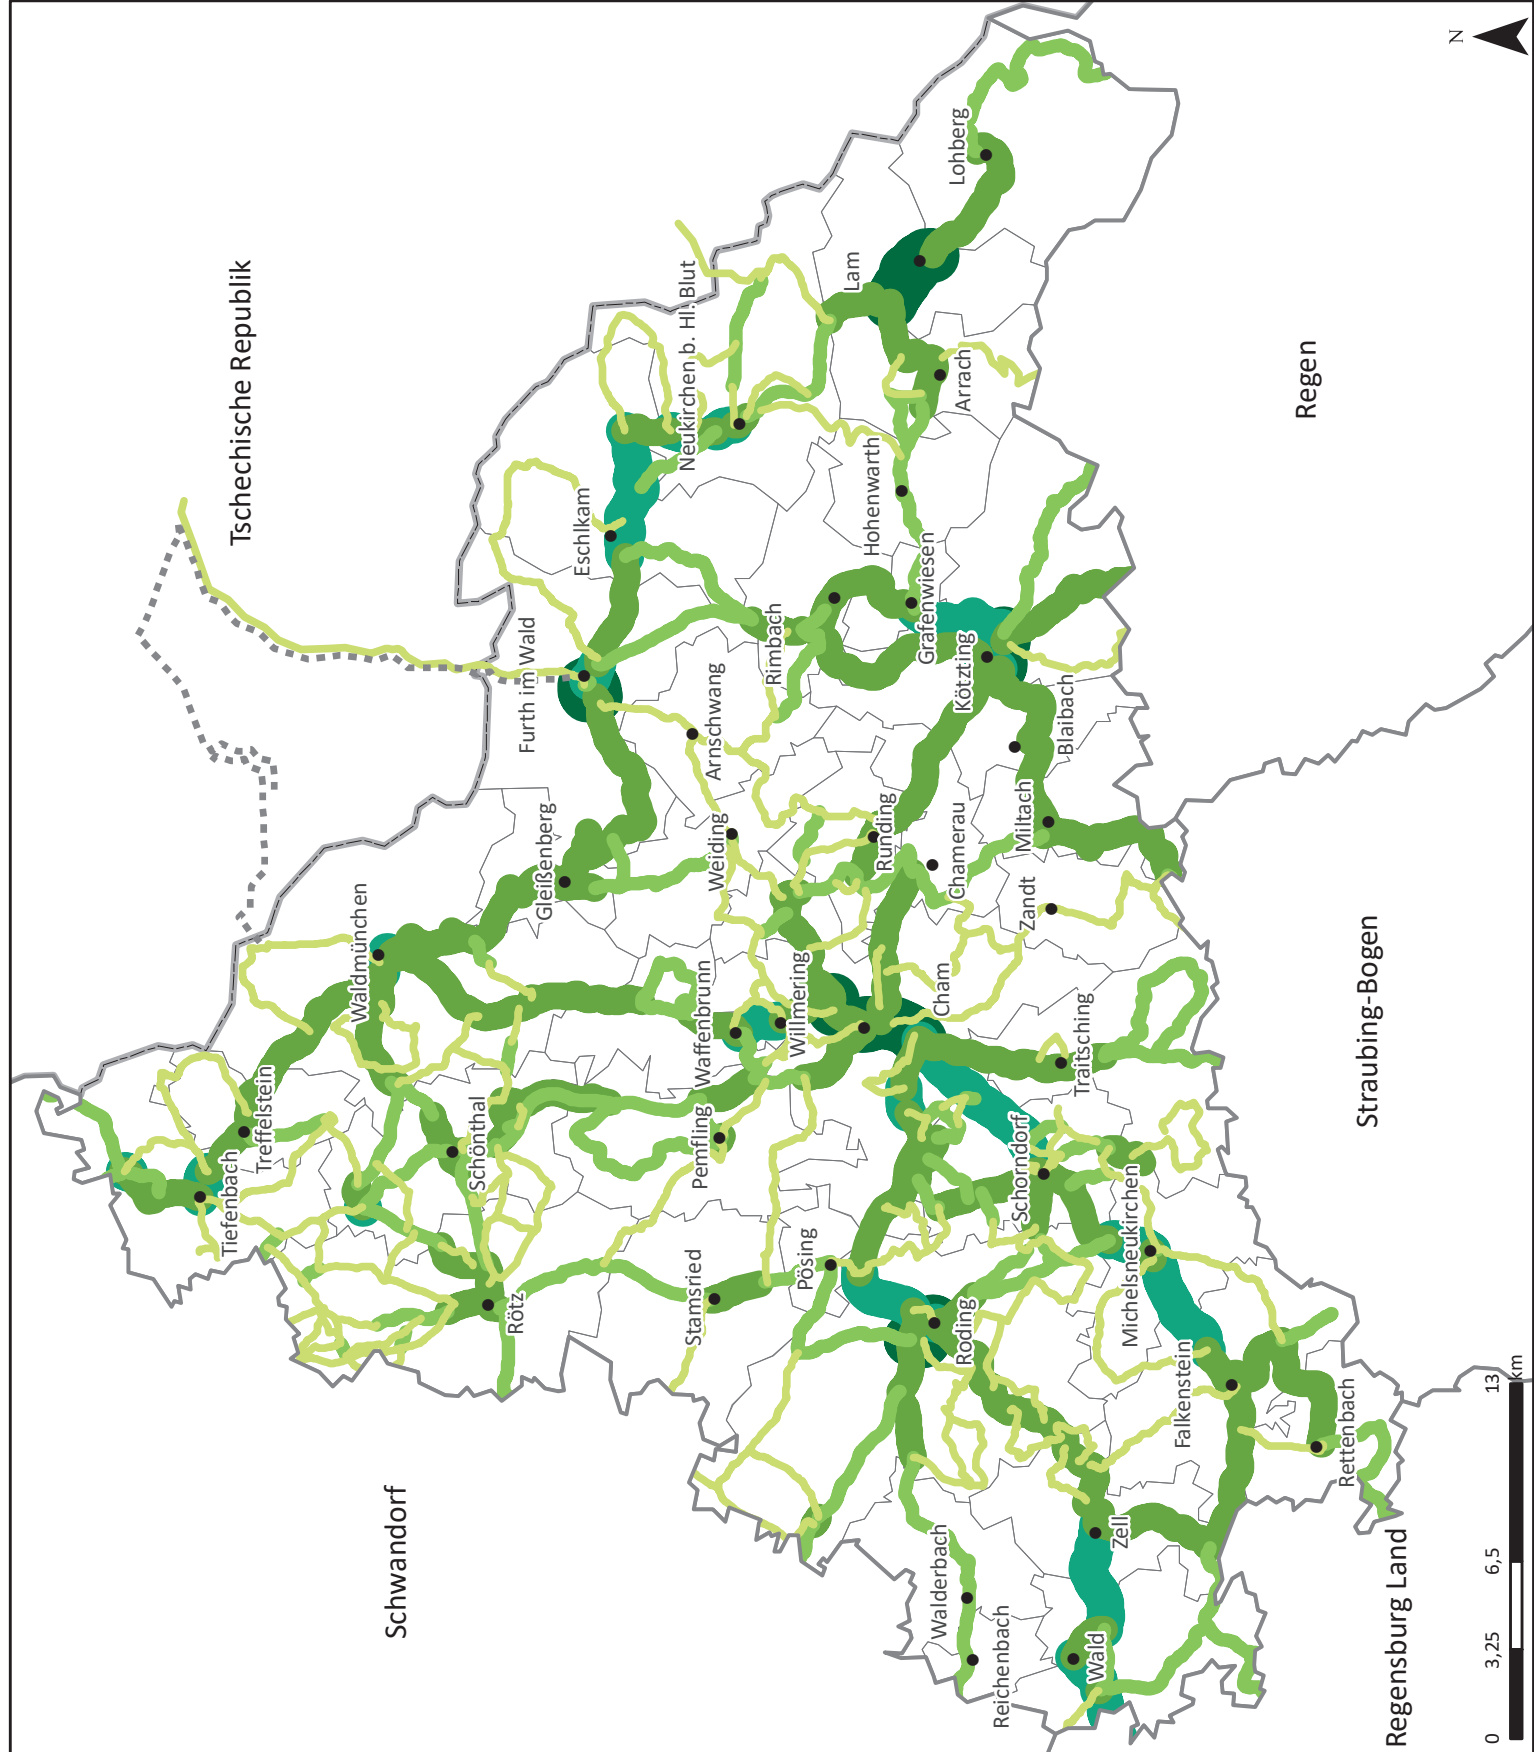 Tschechische Republik
Schwandorf
Regen
Straubing-Bogen
Regensburg Land
N
Lohberg
Lam
Arrach
Neukirchen b. Hl. Blut
Hohenwarth
Eschlkam
Grafenwiesen
Rimbach
Kötzting
Blaibach
Furth im Wald
Arnschwang
Miltach
Runding
Chamerau
Zandt
Weiding
Gleißenberg
Waldmünchen
Waffenbrunn
Willmering
Cham
Traitsching
Treffelstein
Tiefenbach
Schönthal
Pemfling
Schorndorf
Michelsneukirchen
Pösing
Stamsried
Rötz
Roding
Falkenstein
Rettenbach
Zell
Walderbach
Reichenbach
Wald
0
3,25
6,5
13
km